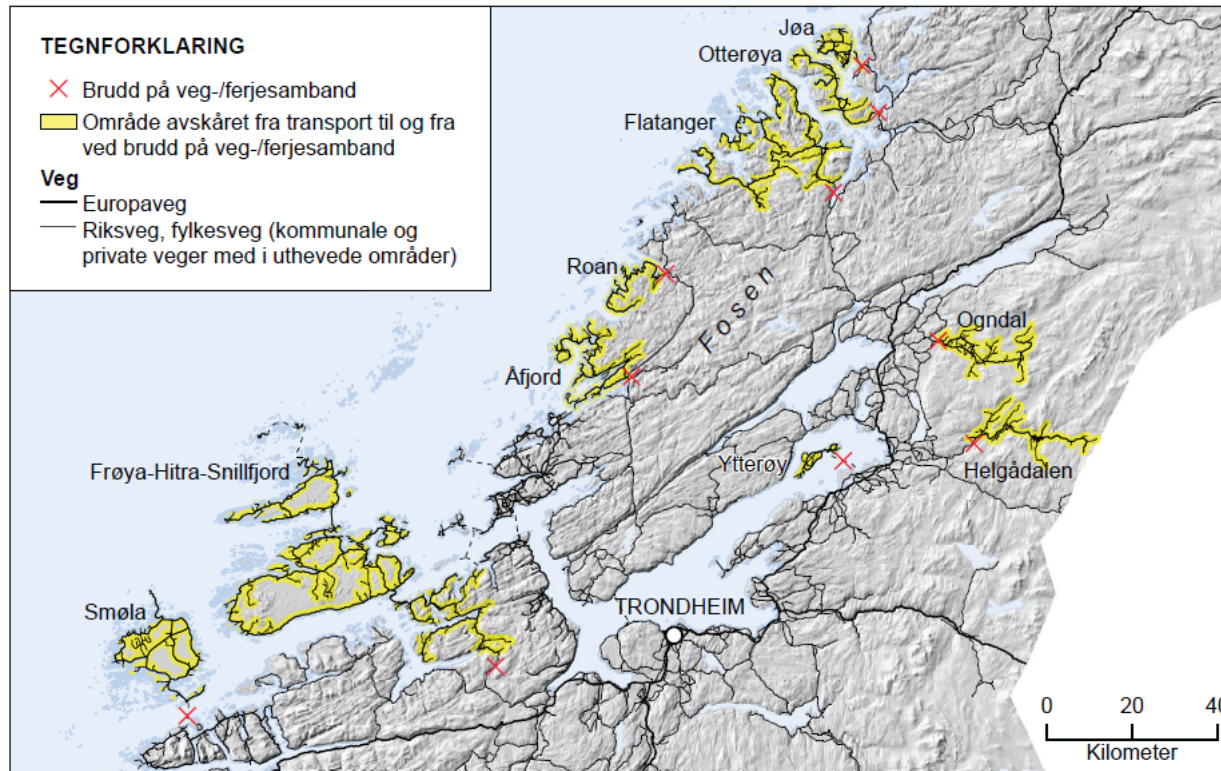 TEGNFORKLARING
Brudd på veg-/ferjesamband
Område avskåret fra transport til og fra
ved brudd på veg-/ferjesamband
Veg
Europaveg
Riksveg, fylkesveg (kommunale og
private veger med i uthevede områder)
Jøa
Otterøya
Flatanger
Roan
Fosen
Ogndal
Åfjord
Ytterøy
Helgådalen
Frøya-Hitra-Snillfjord
Smøla
TRONDHEIM
0 20 40
Kilometer